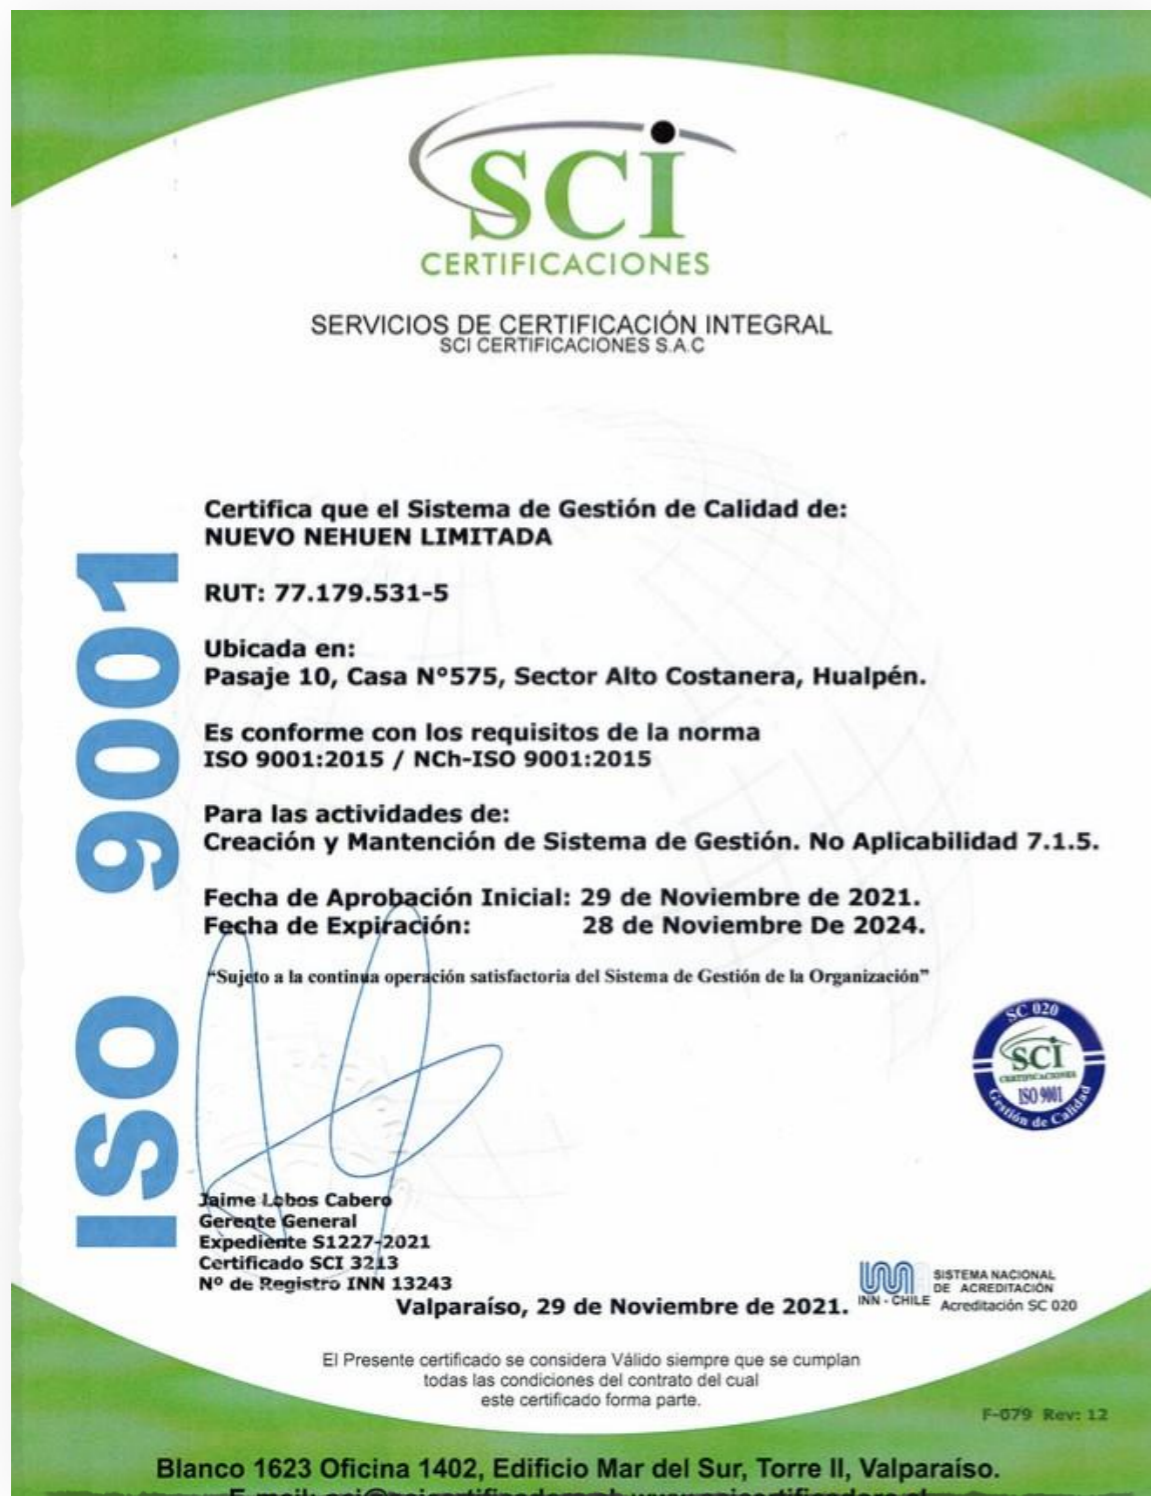 SCI
CERTIFICACIONES
SERVICIOS DE CERTIFICACIÓN INTEGRAL
SCI CERTIFICACIONES S.A.C
ISO 9001
Certifica que el Sistema de Gestión de Calidad de:
NUEVO NEHUEN LIMITADA
RUT: 77.179.531-5
Ubicada en:
Pasaje 10, Casa Nº575, Sector Alto Costanera, Hualpén.
Es conforme con los requisitos de la norma
ISO 9001:2015 / NCh-ISO 9001:2015
Para las actividades de:
Creación y Mantención de Sistema de Gestión. No Aplicabilidad 7.1.5.
Fecha de Aprobación Inicial: 29 de Noviembre de 2021.
Fecha de Expiración: 28 de Noviembre De 2024.
"Sujeto a la continua operación satisfactoria del Sistema de Gestión de la Organización"
SC 020
SCI
CERTIFICACIONES
ISO 9001
Gestión de Calidad
Jaime Lobos Cabero
Gerente General
Expediente S1227-2021
Certificado SCI 3213
Nº de Registro INN 13243
Valparaíso, 29 de Noviembre de 2021.
INN - CHILE
SISTEMA NACIONAL
DE ACREDITACIÓN
Acreditación SC 020
El Presente certificado se considera Válido siempre que se cumplan
todas las condiciones del contrato del cual
este certificado forma parte.
F-079 Rev: 12
Blanco 1623 Oficina 1402, Edificio Mar del Sur, Torre II, Valparaíso.